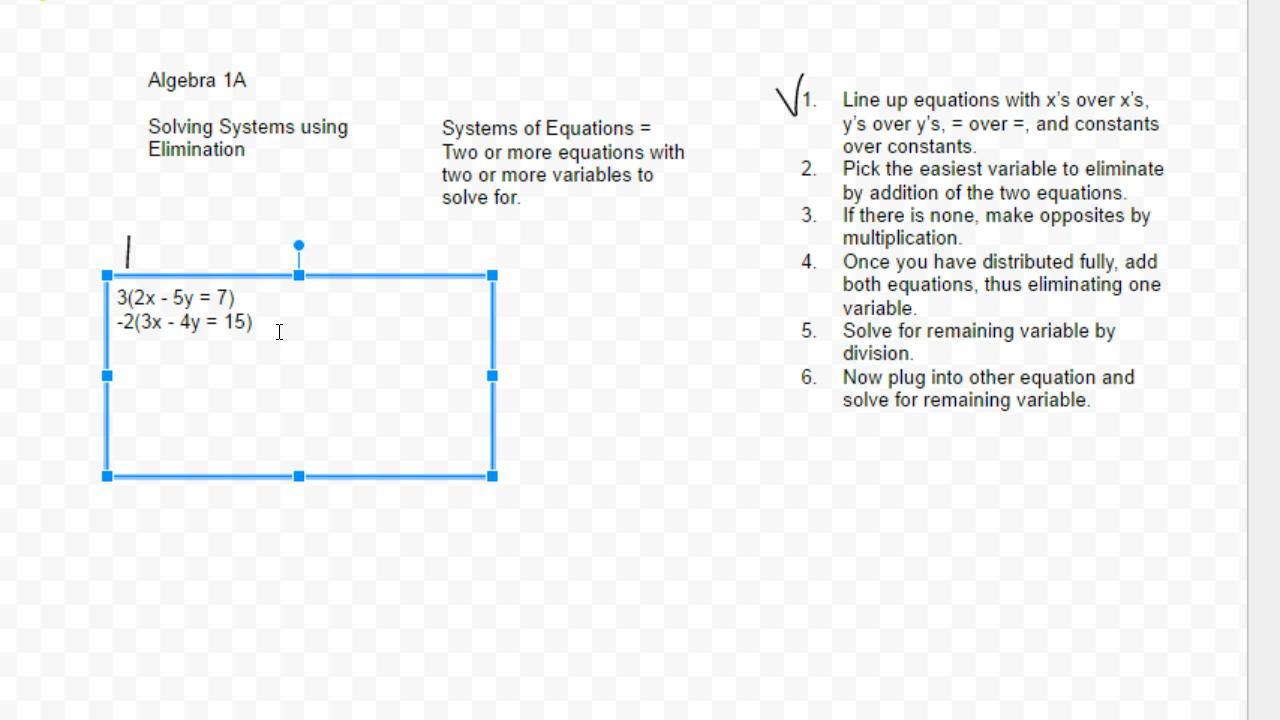 Algebra 1A
Solving Systems using
Elimination
Systems of Equations =
Two or more equations with
two or more variables to
solve for.
3(2x - 5y = 7)
-2(3x - 4y = 15)
1. Line up equations with x's over x's,
y's over y's, = over =, and constants
over constants.
2. Pick the easiest variable to eliminate
by addition of the two equations.
3. If there is none, make opposites by
multiplication.
4. Once you have distributed fully, add
both equations, thus eliminating one
variable.
5. Solve for remaining variable by
division.
6. Now plug into other equation and
solve for remaining variable.